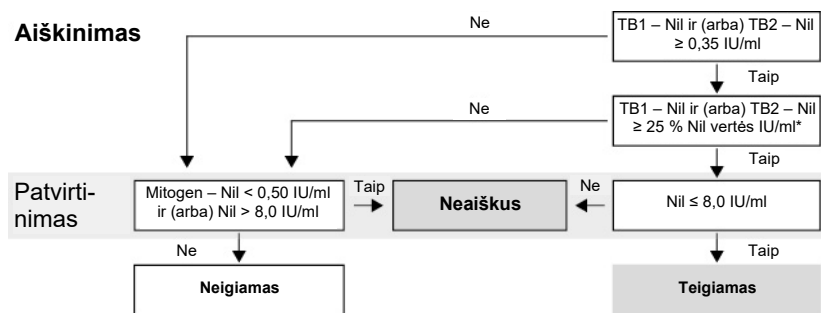 Aiškinimas
Ne
TB1 – Nil ir (arba) TB2 – Nil
≥ 0,35 IU/ml
Taip
Ne
TB1 – Nil ir (arba) TB2 – Nil
≥ 25 % Nil vertės IU/ml*
Taip
Patvirti-
nimas
Mitogen – Nil < 0,50 IU/ml
ir (arba) Nil > 8,0 IU/ml
Taip
Neaiškus
Ne
Nil ≤ 8,0 IU/ml
Ne
Taip
Neigiamas
Teigiamas